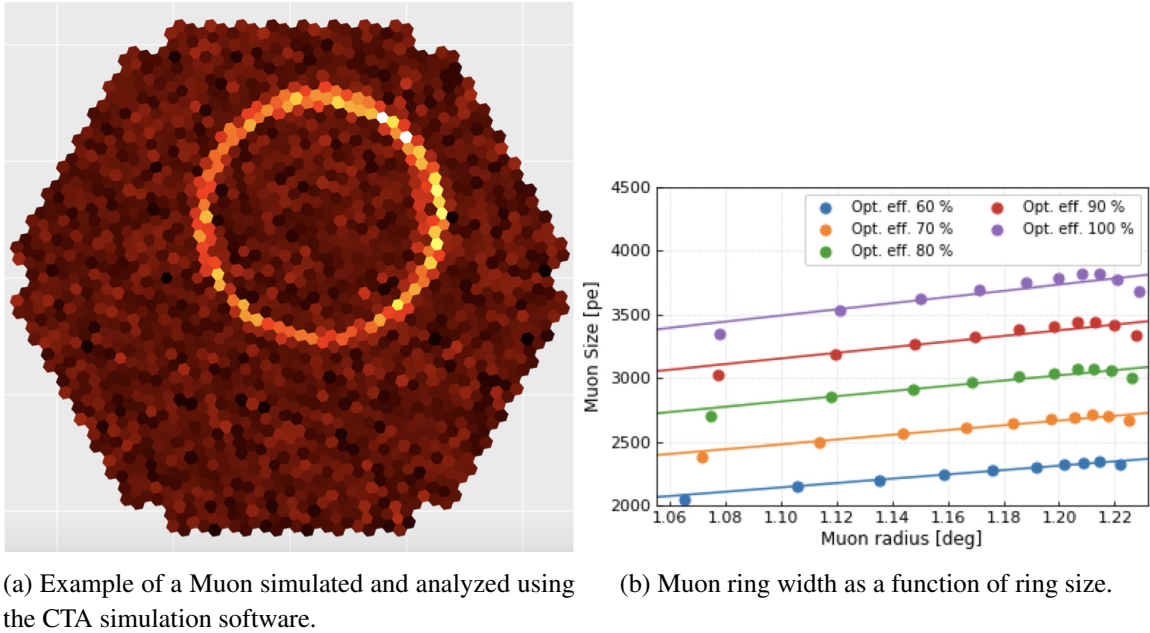 4500
4000
3500
3000
2500
2000
Muon Size [pe]
Opt. eff. 60 %
Opt. eff. 70 %
Opt. eff. 80 %
Opt. eff. 90 %
Opt. eff. 100 %
1.06 1.08 1.10 1.12 1.14 1.16 1.18 1.20 1.22
Muon radius [deg]
(a) Example of a Muon simulated and analyzed using
the CTA simulation software.
(b) Muon ring width as a function of ring size.